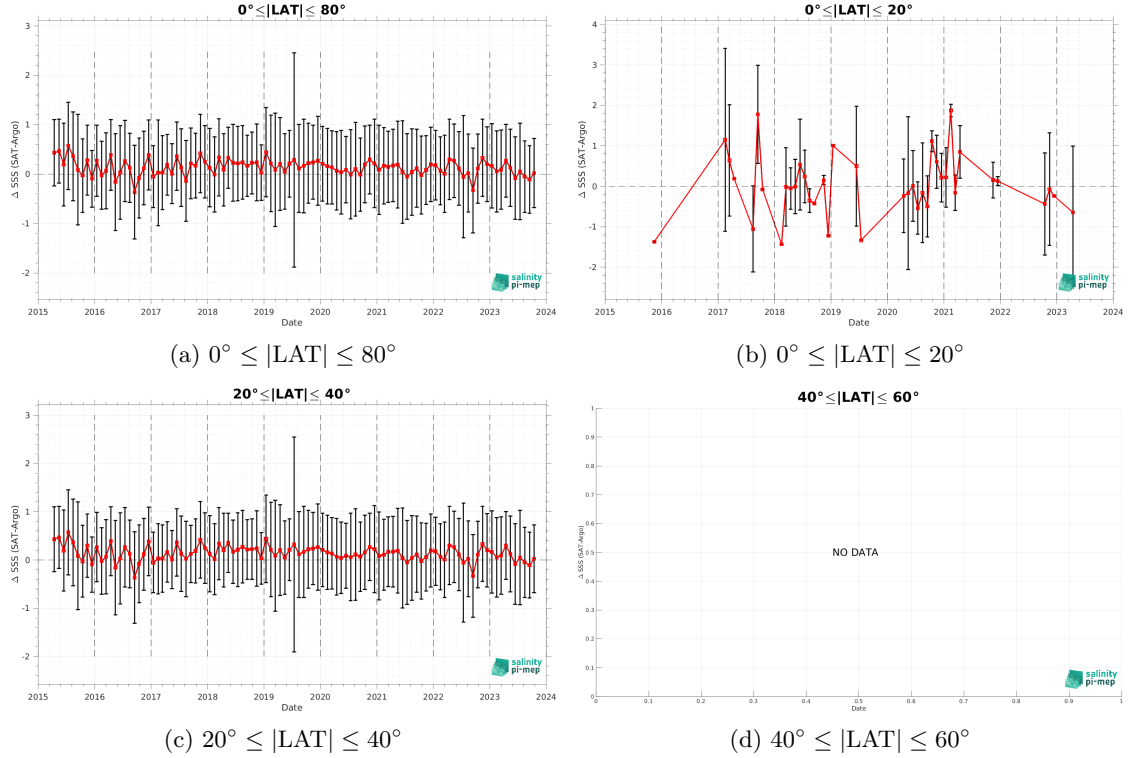 0°≤|LAT|≤ 80°
Δ SSS (SAT-Argo)
3
2
1
0
-1
-2
2015 2016 2017 2018 2019 2020 2021 2022 2023 2024
Date
salinity
pi-mep
(a) 0° ≤ |LAT| ≤ 80°
0°≤|LAT|≤ 20°
Δ SSS (SAT-Argo)
4
3
2
1
0
-1
-2
2015 2016 2017 2018 2019 2020 2021 2022 2023 2024
Date
salinity
pi-mep
(b) 0° ≤ |LAT| ≤ 20°
20°≤|LAT|≤ 40°
Δ SSS (SAT-Argo)
3
2
1
0
-1
-2
2015 2016 2017 2018 2019 2020 2021 2022 2023 2024
Date
salinity
pi-mep
(c) 20° ≤ |LAT| ≤ 40°
40°≤|LAT|≤ 60°
Δ SSS (SAT-Argo)
1
0.9
0.8
0.7
0.6
0.5
0.4
0.3
0.2
0.1
0
NO DATA
0 0.1 0.2 0.3 0.4 0.5 0.6 0.7 0.8 0.9 1
Date
salinity
pi-mep
(d) 40° ≤ |LAT| ≤ 60°